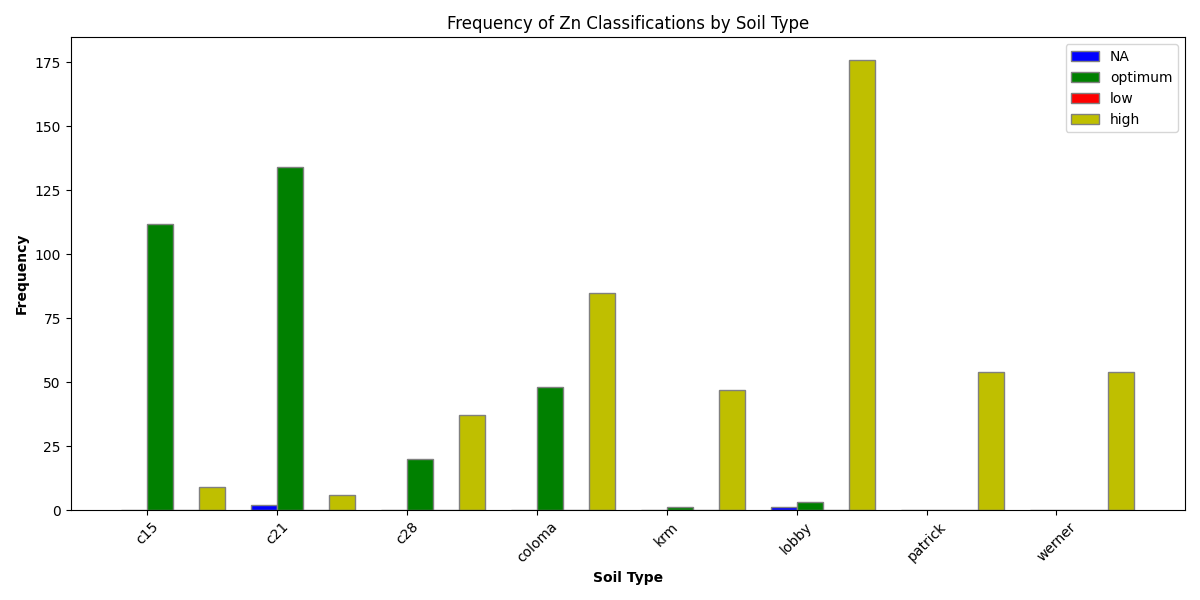 Frequency of Zn Classifications by Soil Type
NA
optimum
low
high
175
150
125
100
75
50
25
0
Frequency
c15
c21
c28
coloma
krm
lobby
patrick
werner
Soil Type